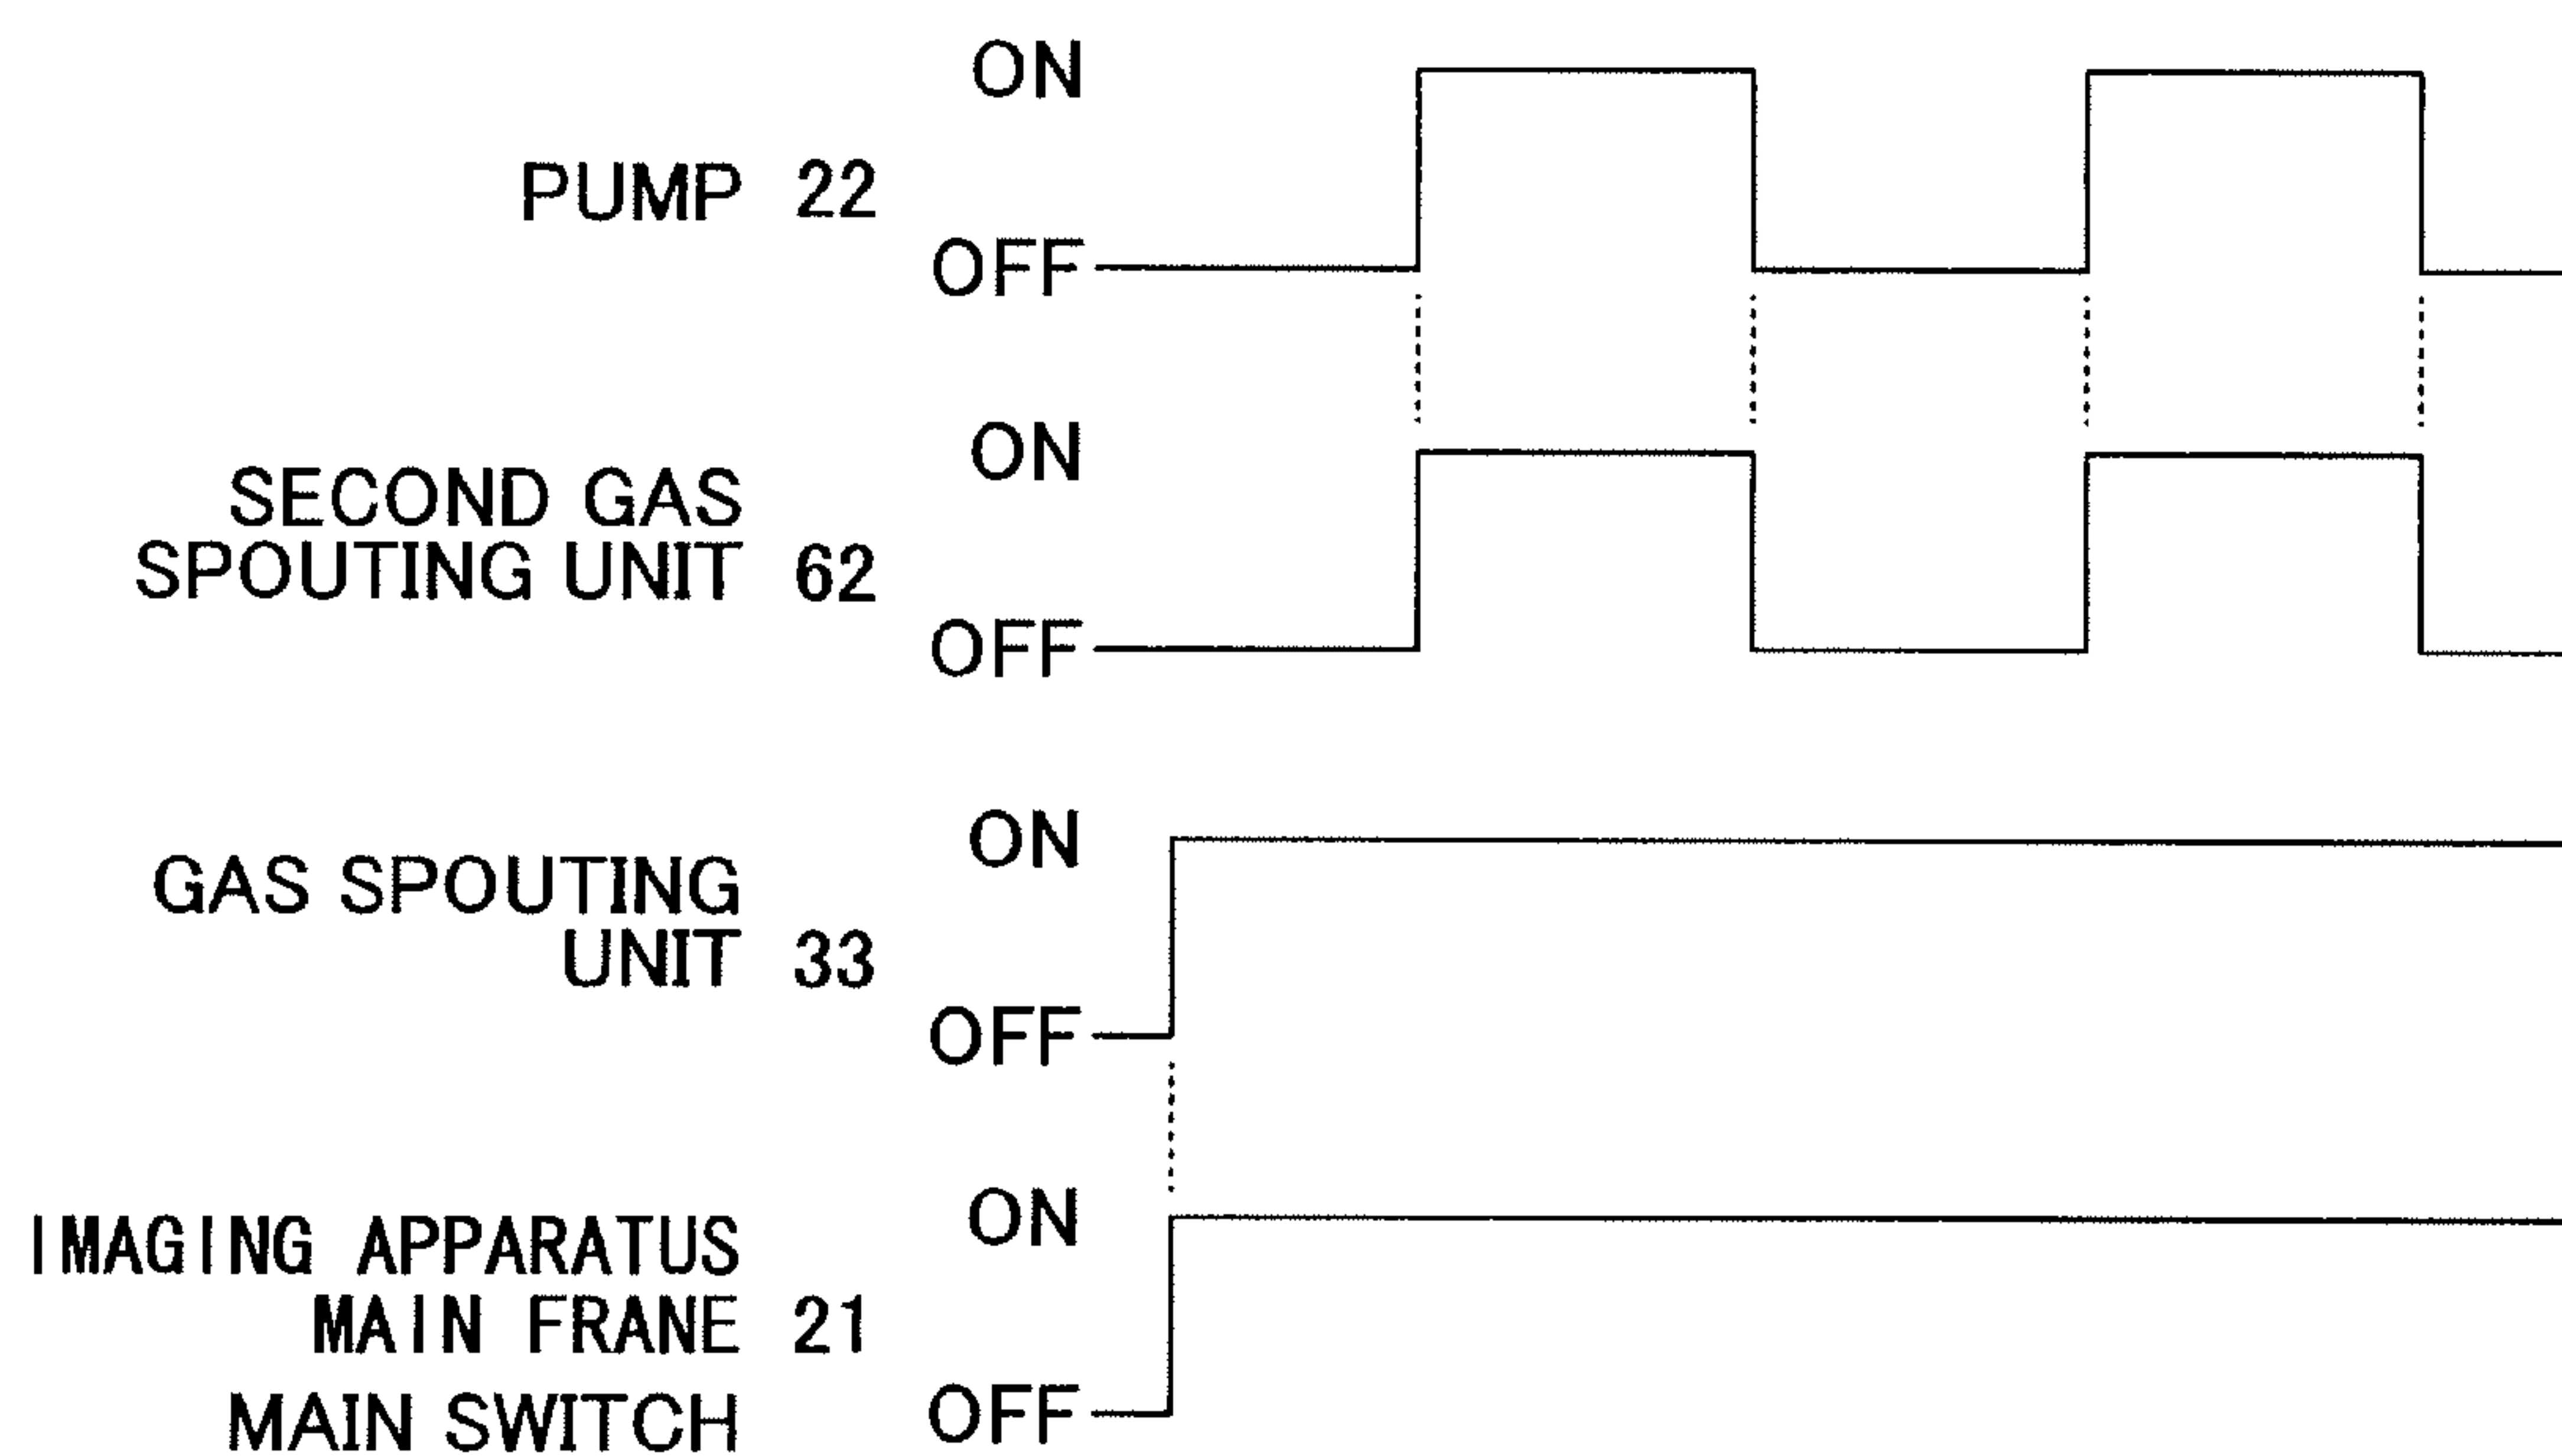 ON
PUMP 22
OFF
ON
SECOND GAS
SPOUTING UNIT 62
OFF
ON
GAS SPOUTING
UNIT 33
OFF
ON
IMAGING APPARATUS
MAIN FRANE 21
MAIN SWITCH OFF